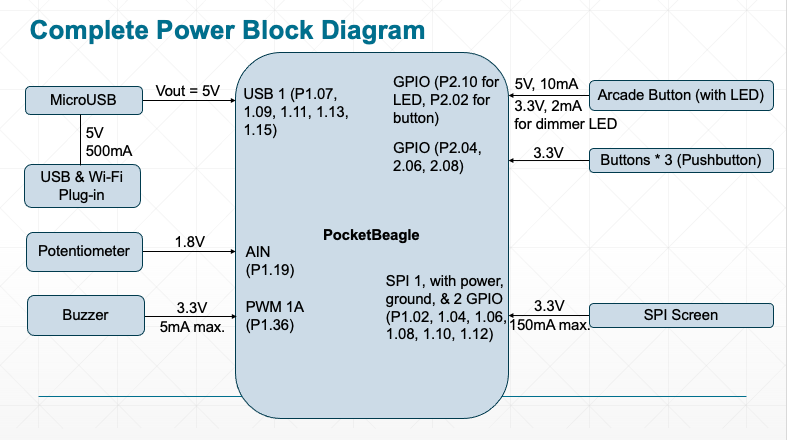 Complete Power Block Diagram
MicroUSB
Vout = 5V
5V
500mA
USB & Wi-Fi
Plug-in
Potentiometer
1.8V
Buzzer
3.3V
5mA max.
USB 1 (P1.07,
1.09, 1.11, 1.13,
1.15)
AIN
(P1.19)
PWM 1A
(P1.36)
PocketBeagle
GPIO (P2.10 for
LED, P2.02 for
button)
GPIO (P2.04,
2.06, 2.08)
SPI 1, with power,
ground, & 2 GPIO
(P1.02, 1.04, 1.06,
1.08, 1.10, 1.12)
5V, 10mA
3.3V, 2mA
for dimmer LED
Arcade Button (with LED)
3.3V
Buttons * 3 (Pushbutton)
3.3V
150mA max.
SPI Screen